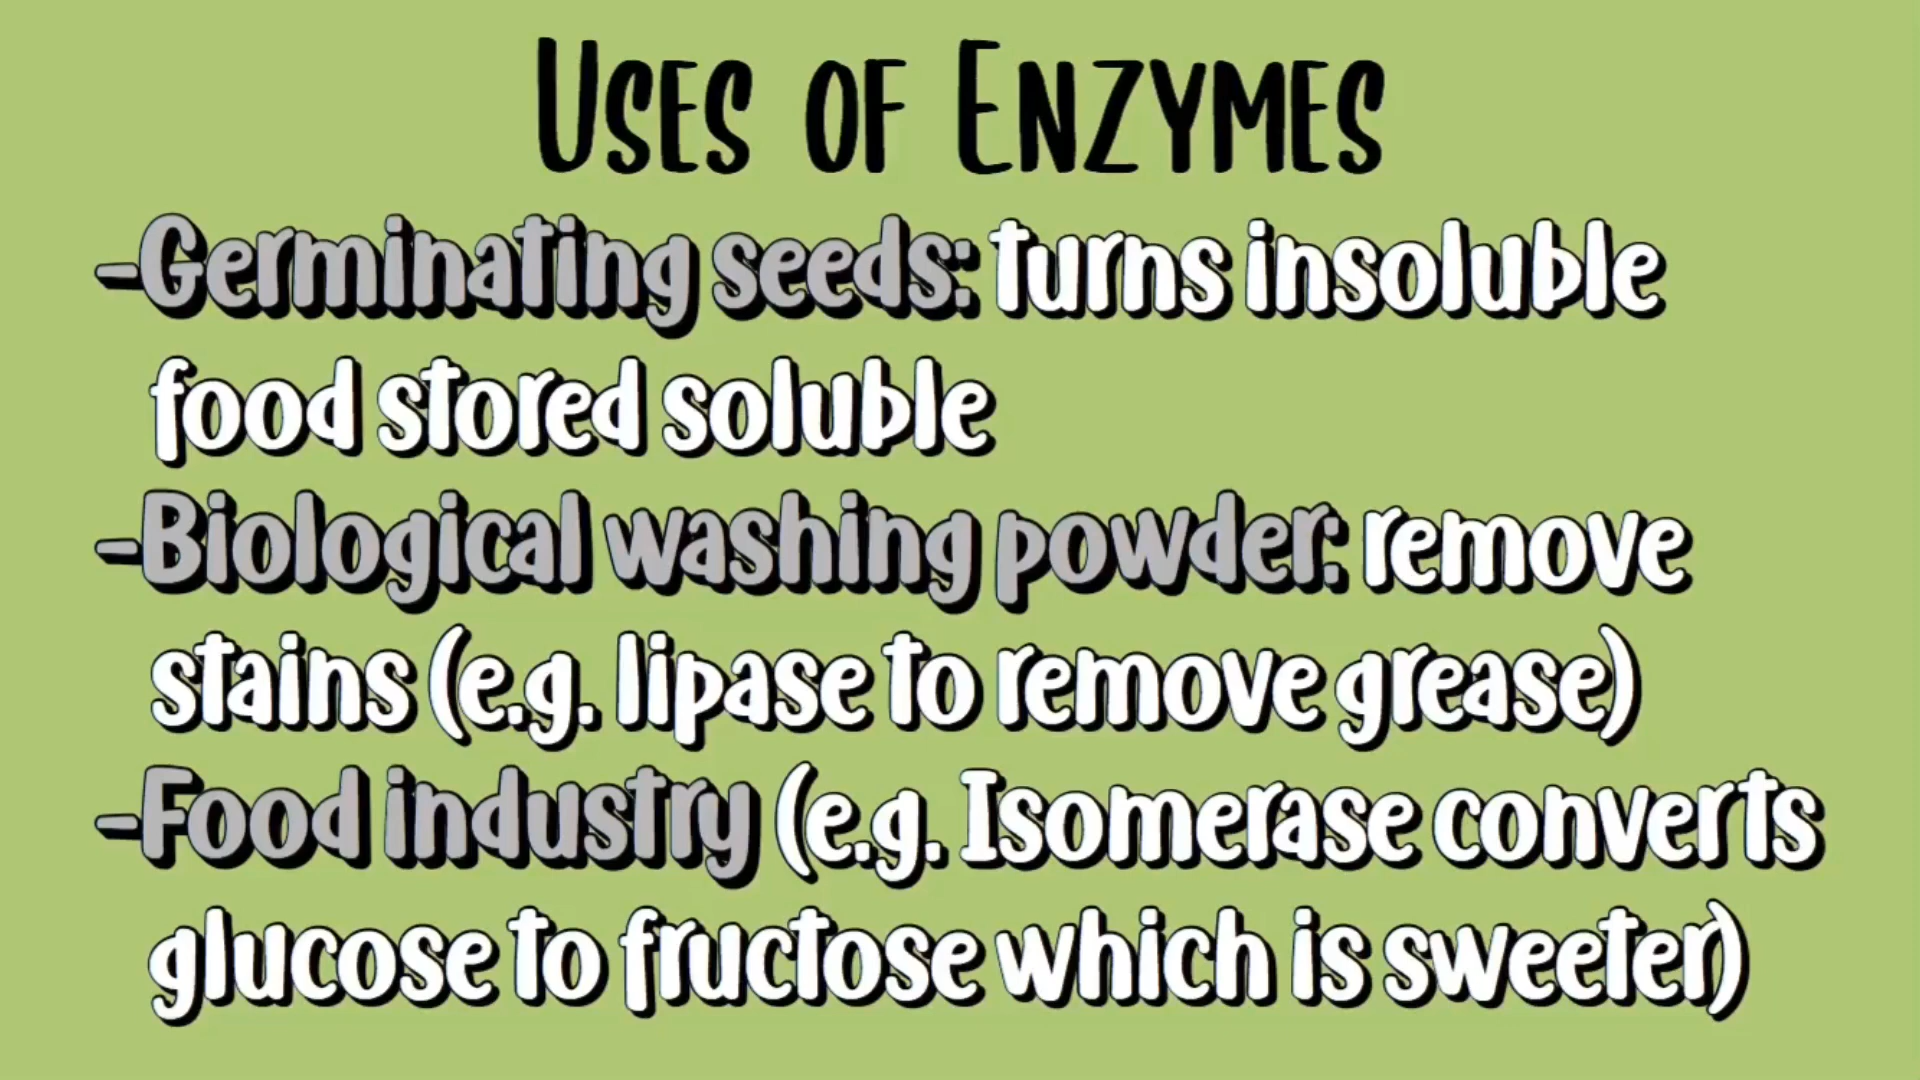 Uses of Enzymes
-Germinating seeds: turns insoluble
food stored soluble
-Biological washing powder: remove
stains (e.g. lipase to remove grease)
-Food industry (e.g. Isomerase converts
glucose to fructose which is sweeter)